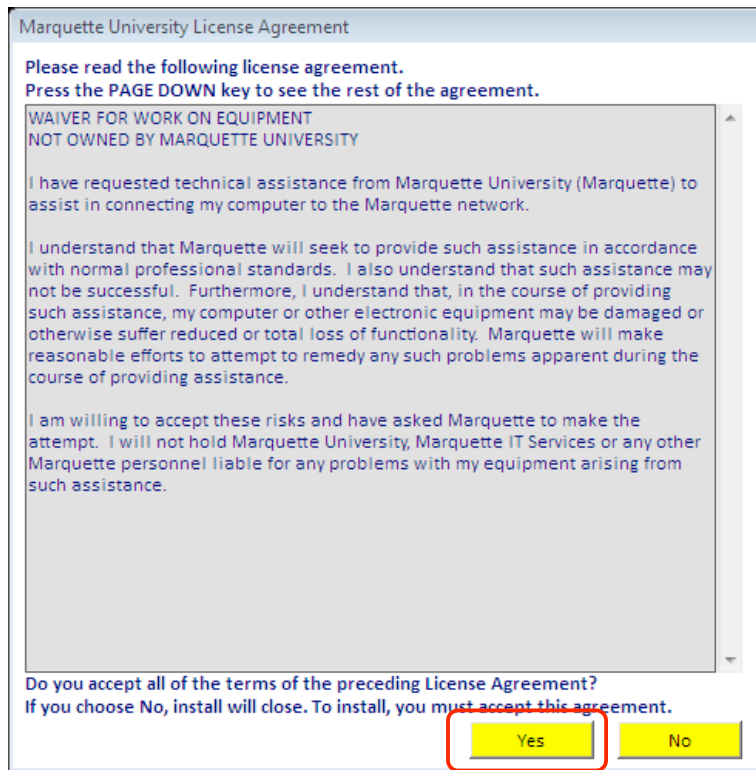 Marquette University License Agreement
Please read the following license agreement.
Press the PAGE DOWN key to see the rest of the agreement.
WAIVER FOR WORK ON EQUIPMENT
NOT OWNED BY MARQUETTE UNIVERSITY
I have requested technical assistance from Marquette University (Marquette) to
assist in connecting my computer to the Marquette network.
I understand that Marquette will seek to provide such assistance in accordance
with normal professional standards.  I also understand that such assistance may
not be successful.  Furthermore, I understand that, in the course of providing
such assistance, my computer or other electronic equipment may be damaged or
otherwise suffer reduced or total loss of functionality.  Marquette will make
reasonable efforts to attempt to remedy any such problems apparent during the
course of providing assistance.
I am willing to accept these risks and have asked Marquette to make the
attempt.  I will not hold Marquette University, Marquette IT Services or any other
Marquette personnel liable for any problems with my equipment arising from
such assistance.
Do you accept all of the terms of the preceding License Agreement?
If you choose No, install will close. To install, you must accept this agreement.
Yes No